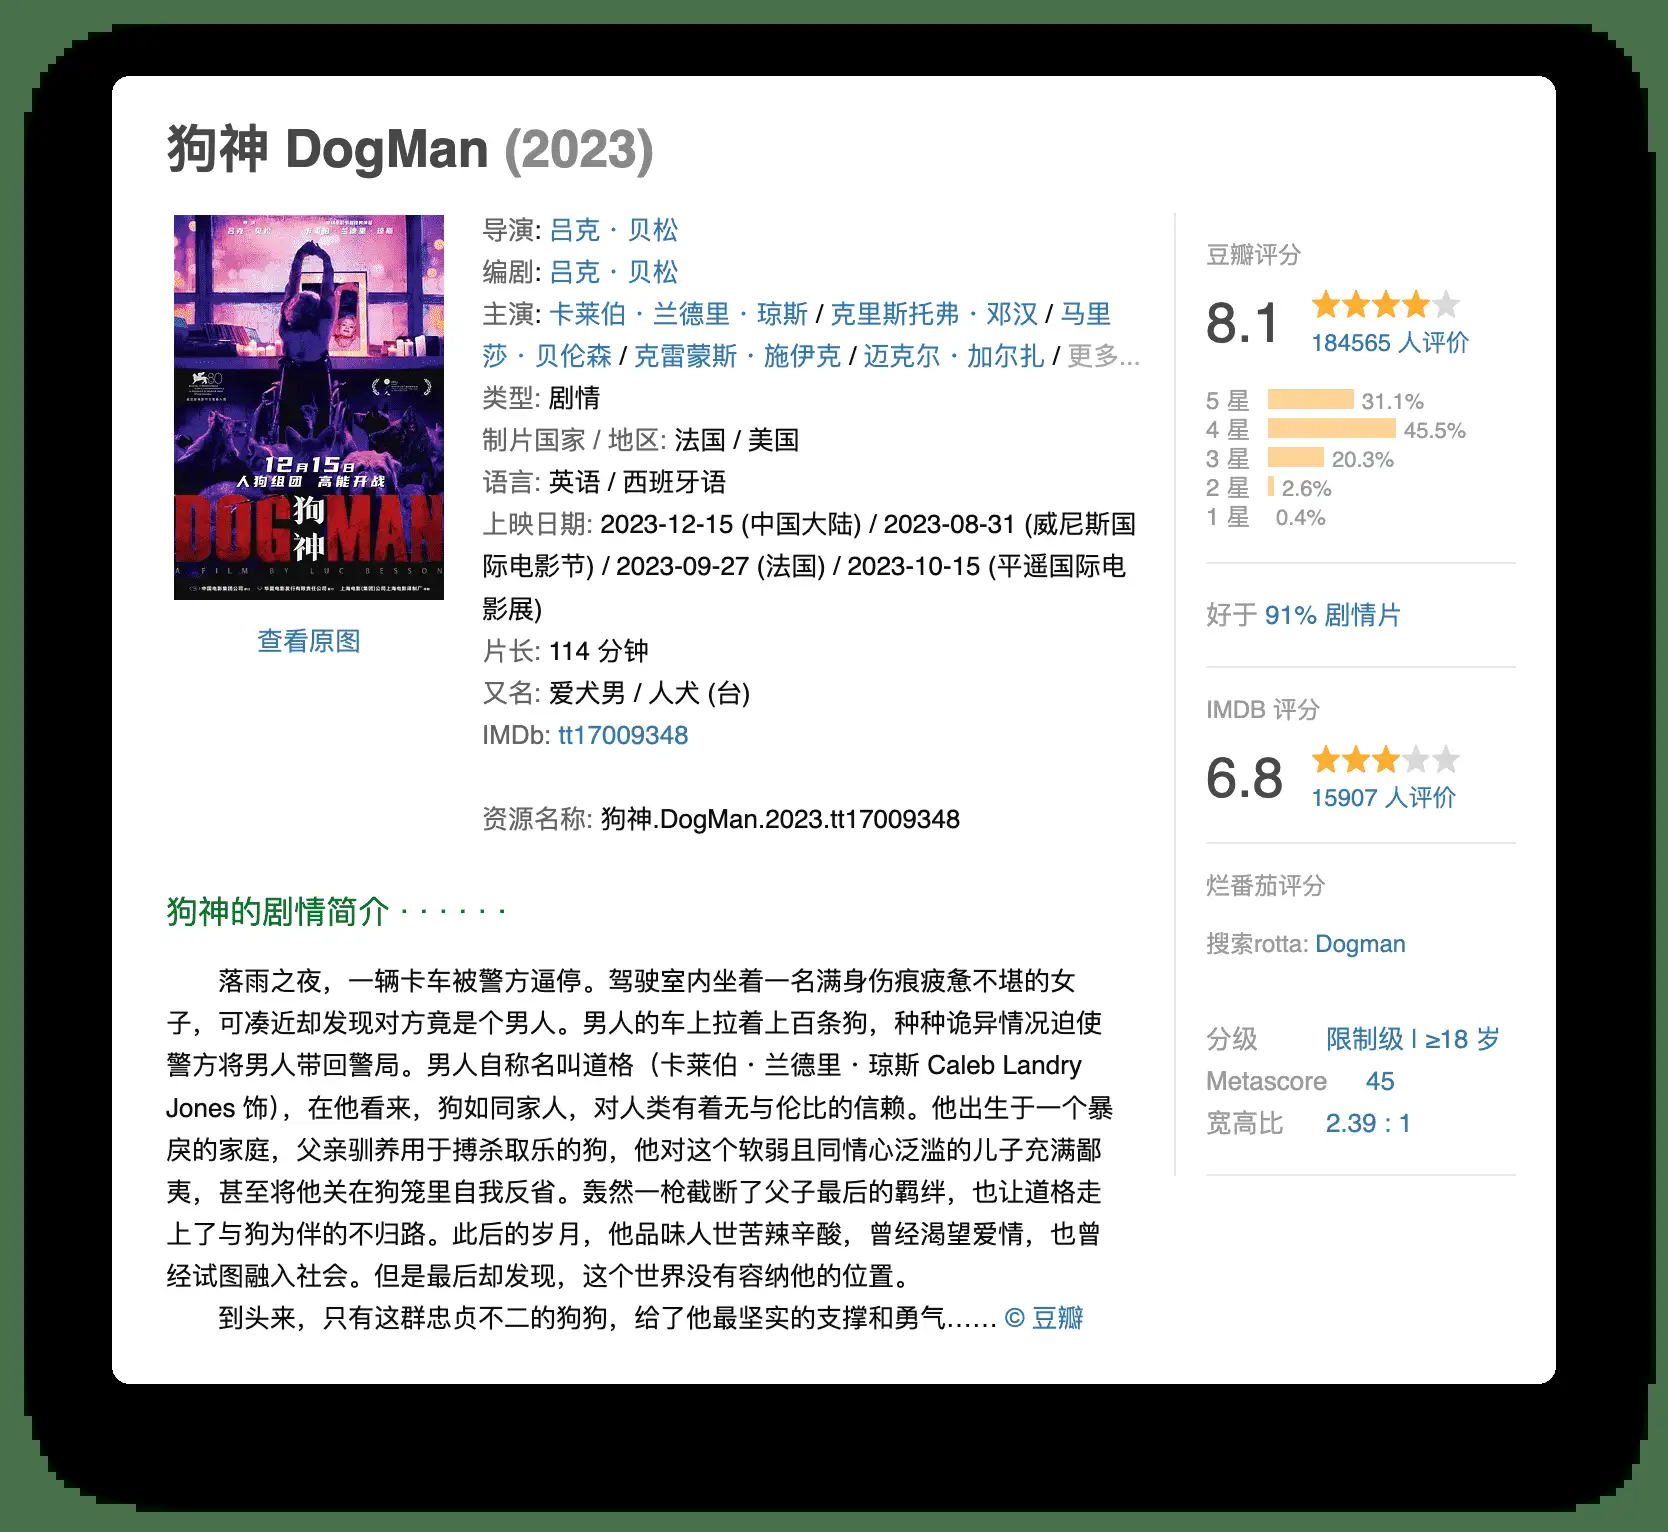 狗神 DogMan (2023)
吕克·贝松
卡莱伯·兰德里·琼斯
80
12月15日
人狗组团 高能开战
DOG狗神MAN
A FILM BY LUC BESSON
查看原图
导演: 吕克·贝松
编剧: 吕克·贝松
主演: 卡莱伯·兰德里·琼斯 / 克里斯托弗·邓汉 / 马里
莎·贝伦森 / 克雷蒙斯·施伊克 / 迈克尔·加尔扎 / 更多...
类型: 剧情
制片国家 / 地区: 法国 / 美国
语言: 英语 / 西班牙语
上映日期: 2023-12-15 (中国大陆) / 2023-08-31 (威尼斯国
际电影节) / 2023-09-27 (法国) / 2023-10-15 (平遥国际电
影展)
片长: 114 分钟
又名: 爱犬男 / 人犬 (台)
IMDb: tt17009348
资源名称: 狗神.DogMan.2023.tt17009348
豆瓣评分
8.1
184565 人评价
5 星 31.1%
4 星 45.5%
3 星 20.3%
2 星 2.6%
1 星 0.4%
好于 91% 剧情片
IMDB 评分
6.8
15907 人评价
烂番茄评分
搜索rotta: Dogman
分级 限制级 | ≥18 岁
Metascore 45
宽高比 2.39 : 1
狗神的剧情简介 · · · · · ·
落雨之夜，一辆卡车被警方逼停。驾驶室内坐着一名满身伤痕疲惫不堪的女
子，可凑近却发现对方竟是个男人。男人的车上拉着上百条狗，种种诡异情况迫使
警方将男人带回警局。男人自称名叫道格（卡莱伯·兰德里·琼斯 Caleb Landry
Jones 饰），在他看来，狗如同家人，对人类有着无与伦比的信赖。他出生于一个暴
戾的家庭，父亲驯养用于搏杀取乐的狗，他对这个软弱且同情心泛滥的儿子充满鄙
夷，甚至将他关在狗笼里自我反省。轰然一枪截断了父子最后的羁绊，也让道格走
上了与狗为伴的不归路。此后的岁月，他品味人世苦辣辛酸，曾经渴望爱情，也曾
经试图融入社会。但是最后却发现，这个世界没有容纳他的位置。
到头来，只有这群忠贞不二的狗狗，给了他最坚实的支撑和勇气…… © 豆瓣